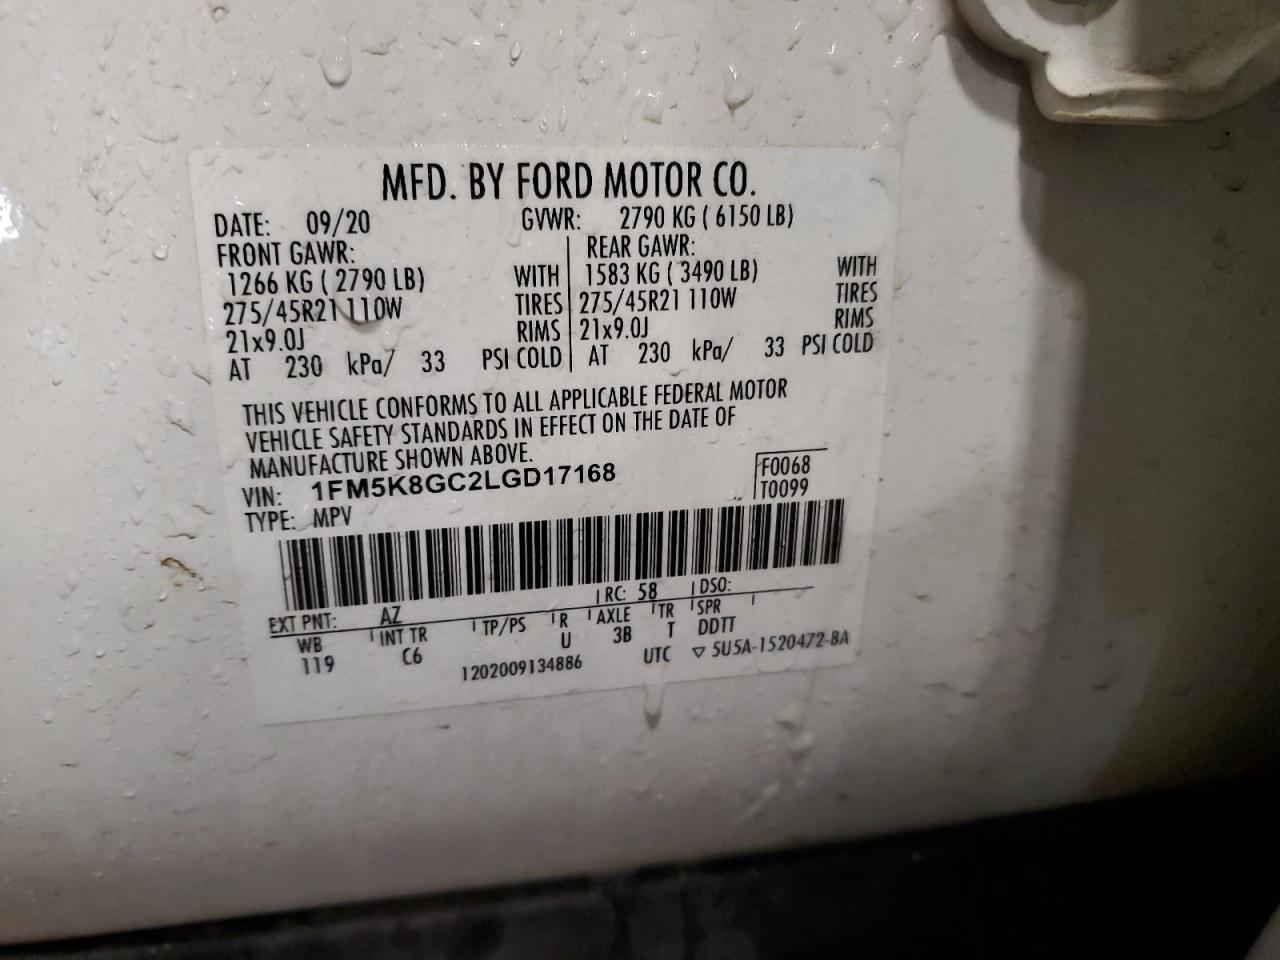 MFD. BY FORD MOTOR CO.
DATE: 09/20 GVWR: 2790 KG ( 6150 LB)
FRONT GAWR: REAR GAWR:
1266 KG ( 2790 LB) WITH 1583 KG ( 3490 LB) WITH
275/45R21 110W TIRES 275/45R21 110W TIRES
21x9.0J RIMS 21x9.0J RIMS
AT 230 kPa/ 33 PSI COLD AT 230 kPa/ 33 PSI COLD
THIS VEHICLE CONFORMS TO ALL APPLICABLE FEDERAL MOTOR
VEHICLE SAFETY STANDARDS IN EFFECT ON THE DATE OF
MANUFACTURE SHOWN ABOVE.
VIN: 1FM5K8GC2LGD17168 F0068
TYPE: MPV T0099
EXT PNT: AZ RC: 58 DSO:
WB INT TR TP/PS R AXLE TR SPR
119 C6 U 3B T DDTT
1202009134886 UTC ▽ 5U5A-1520472-BA